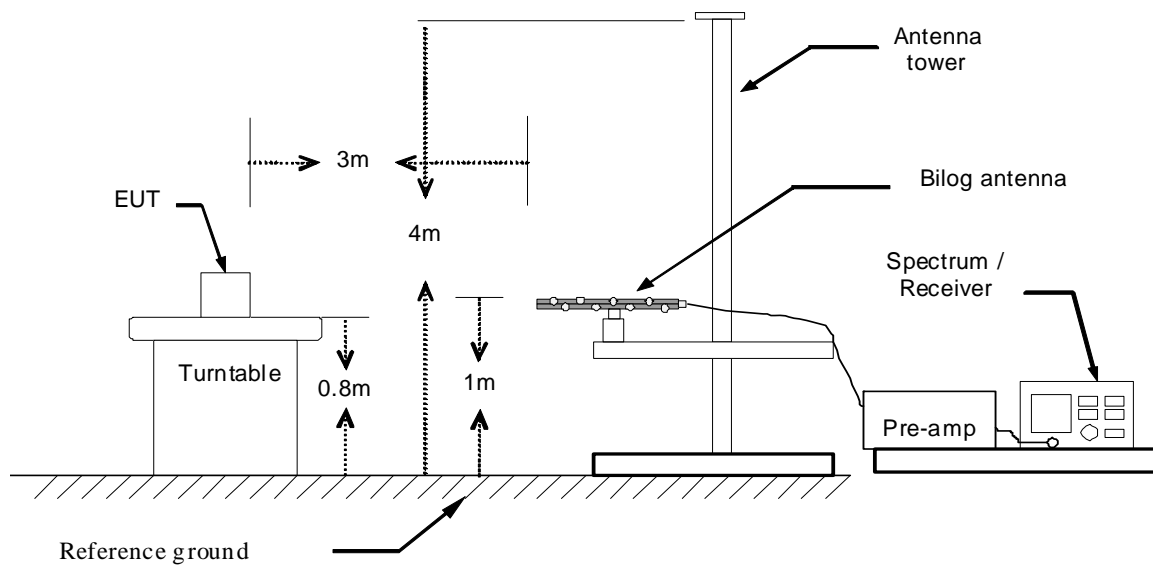 Antenna
tower
3m
Bilog antenna
EUT
4m
Spectrum /
Receiver
Turntable
0.8m
1m
Pre-amp
Reference ground